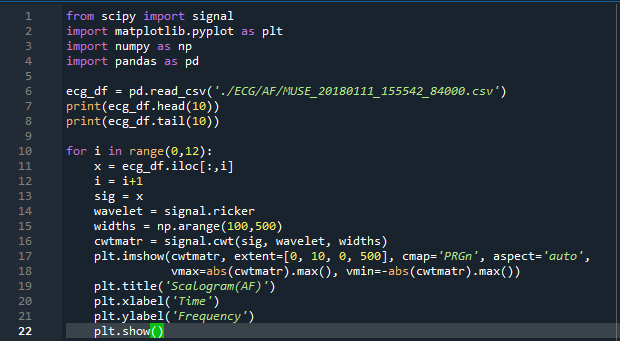 1 from scipy import signal
2 import matplotlib.pyplot as plt
3 import numpy as np
4 import pandas as pd
5
6 ecg_df = pd.read_csv('./ECG/AF/MUSE_20180111_155542_84000.csv')
7 print(ecg_df.head(10))
8 print(ecg_df.tail(10))
9
10 for i in range(0,12):
11     x = ecg_df.iloc[:,i]
12     i = i+1
13     sig = x
14     wavelet = signal.ricker
15     widths = np.arange(100,500)
16     cwtmatr = signal.cwt(sig, wavelet, widths)
17     plt.imshow(cwtmatr, extent=[0, 10, 0, 500], cmap='PRGn', aspect='auto',
18                vmax=abs(cwtmatr).max(), vmin=-abs(cwtmatr).max())
19     plt.title('Scalogram(AF)')
20     plt.xlabel('Time')
21     plt.ylabel('Frequency')
22     plt.show()